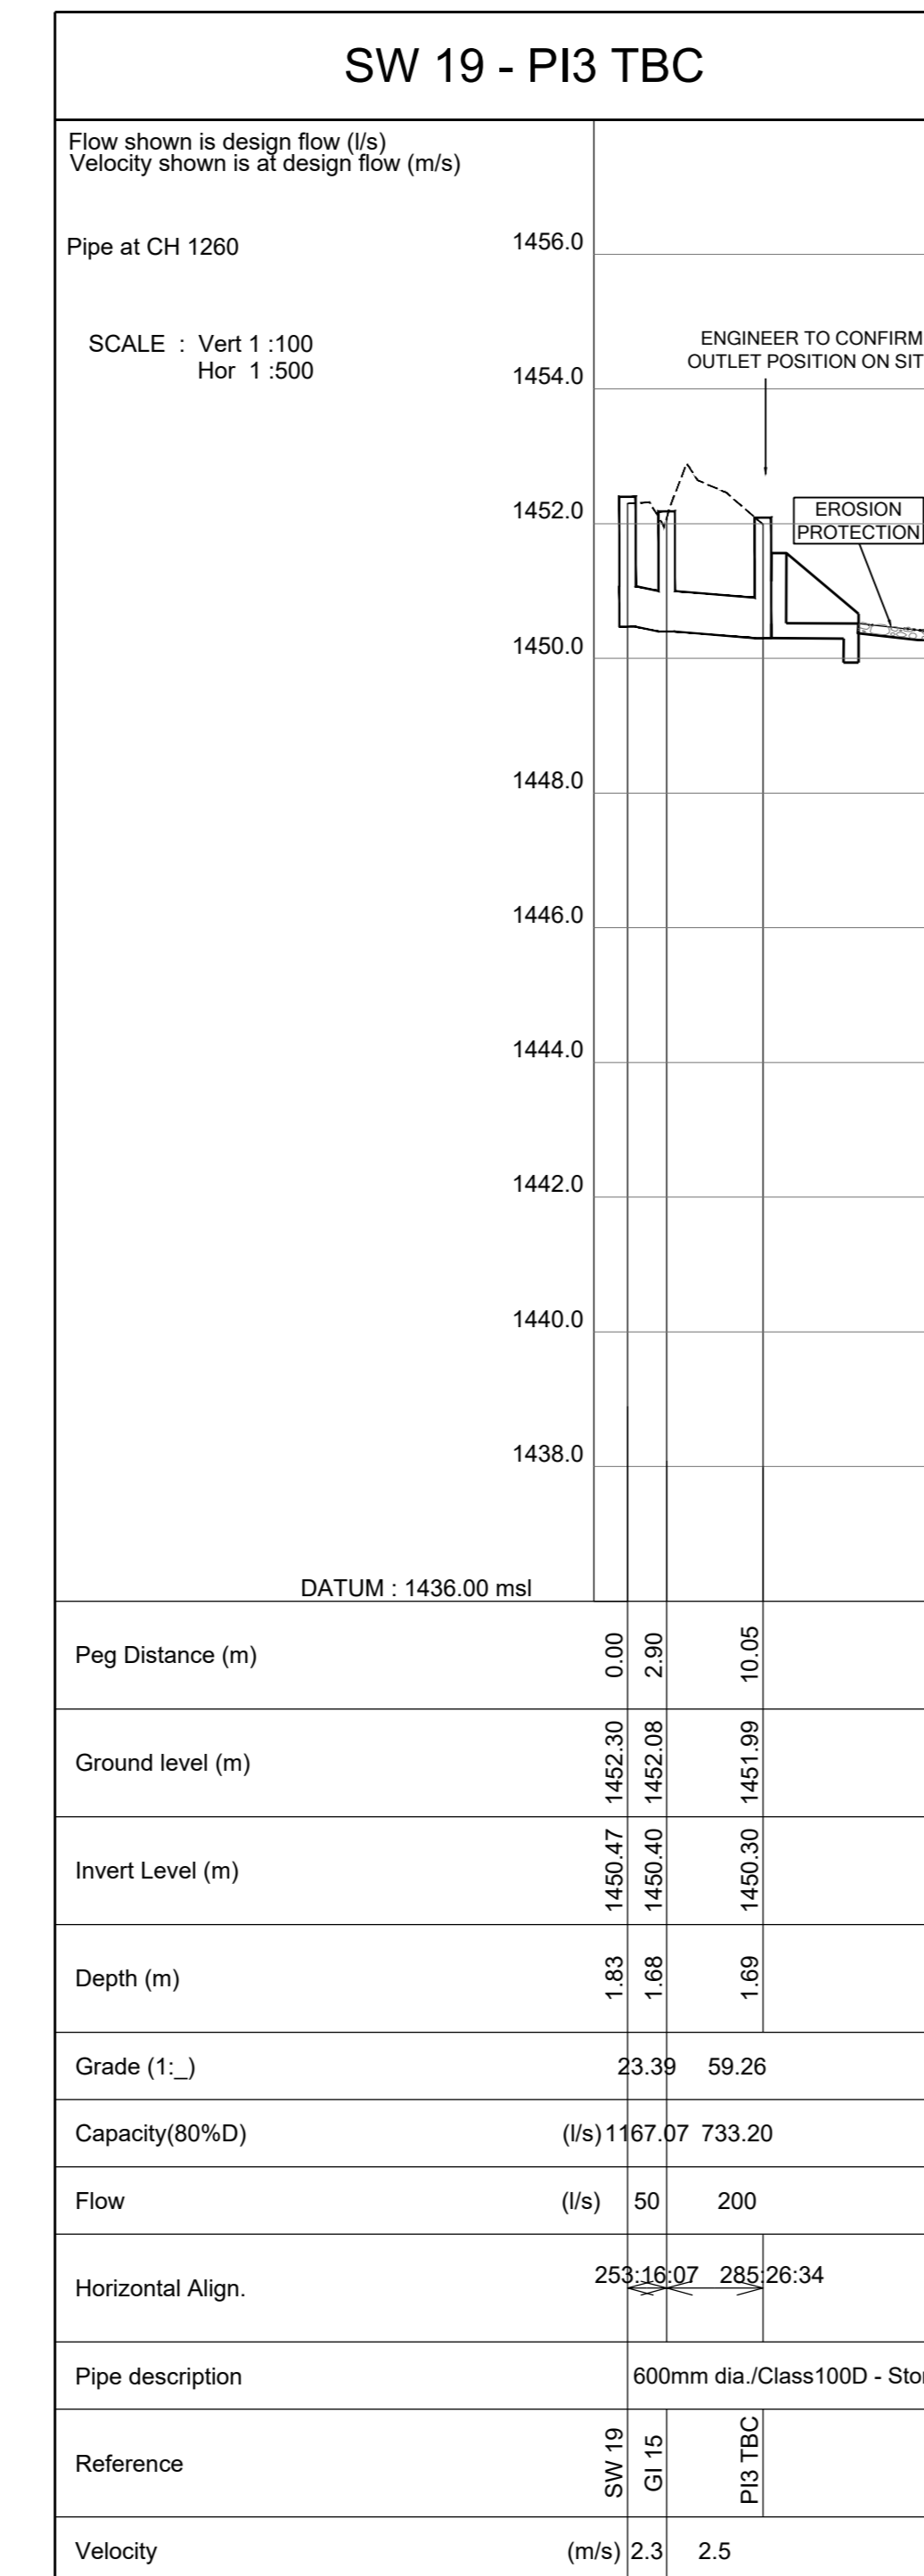 SW 19 - PI3 TBC
Flow shown is design flow (l/s)
Velocity shown is at design flow (m/s)
Pipe at CH 1260
SCALE : Vert 1 :100
Hor 1 :500
1456.0
1454.0
1452.0
1450.0
1448.0
1446.0
1444.0
1442.0
1440.0
1438.0
ENGINEER TO CONFIRM
OUTLET POSITION ON SIT
EROSION
PROTECTION
DATUM : 1436.00 msl
Peg Distance (m) 0.00 2.90 10.05
Ground level (m) 1452.30 1452.08 1451.99
Invert Level (m) 1450.47 1450.40 1450.30
Depth (m) 1.83 1.68 1.69
Grade (1:_) 23.39 59.26
Capacity(80%D) (l/s) 1167.07 733.20
Flow (l/s) 50 200
Horizontal Align. 253:16:07 285:26:34
Pipe description 600mm dia./Class100D - Stor
Reference SW 19 GI 15 PI3 TBC
Velocity (m/s) 2.3 2.5